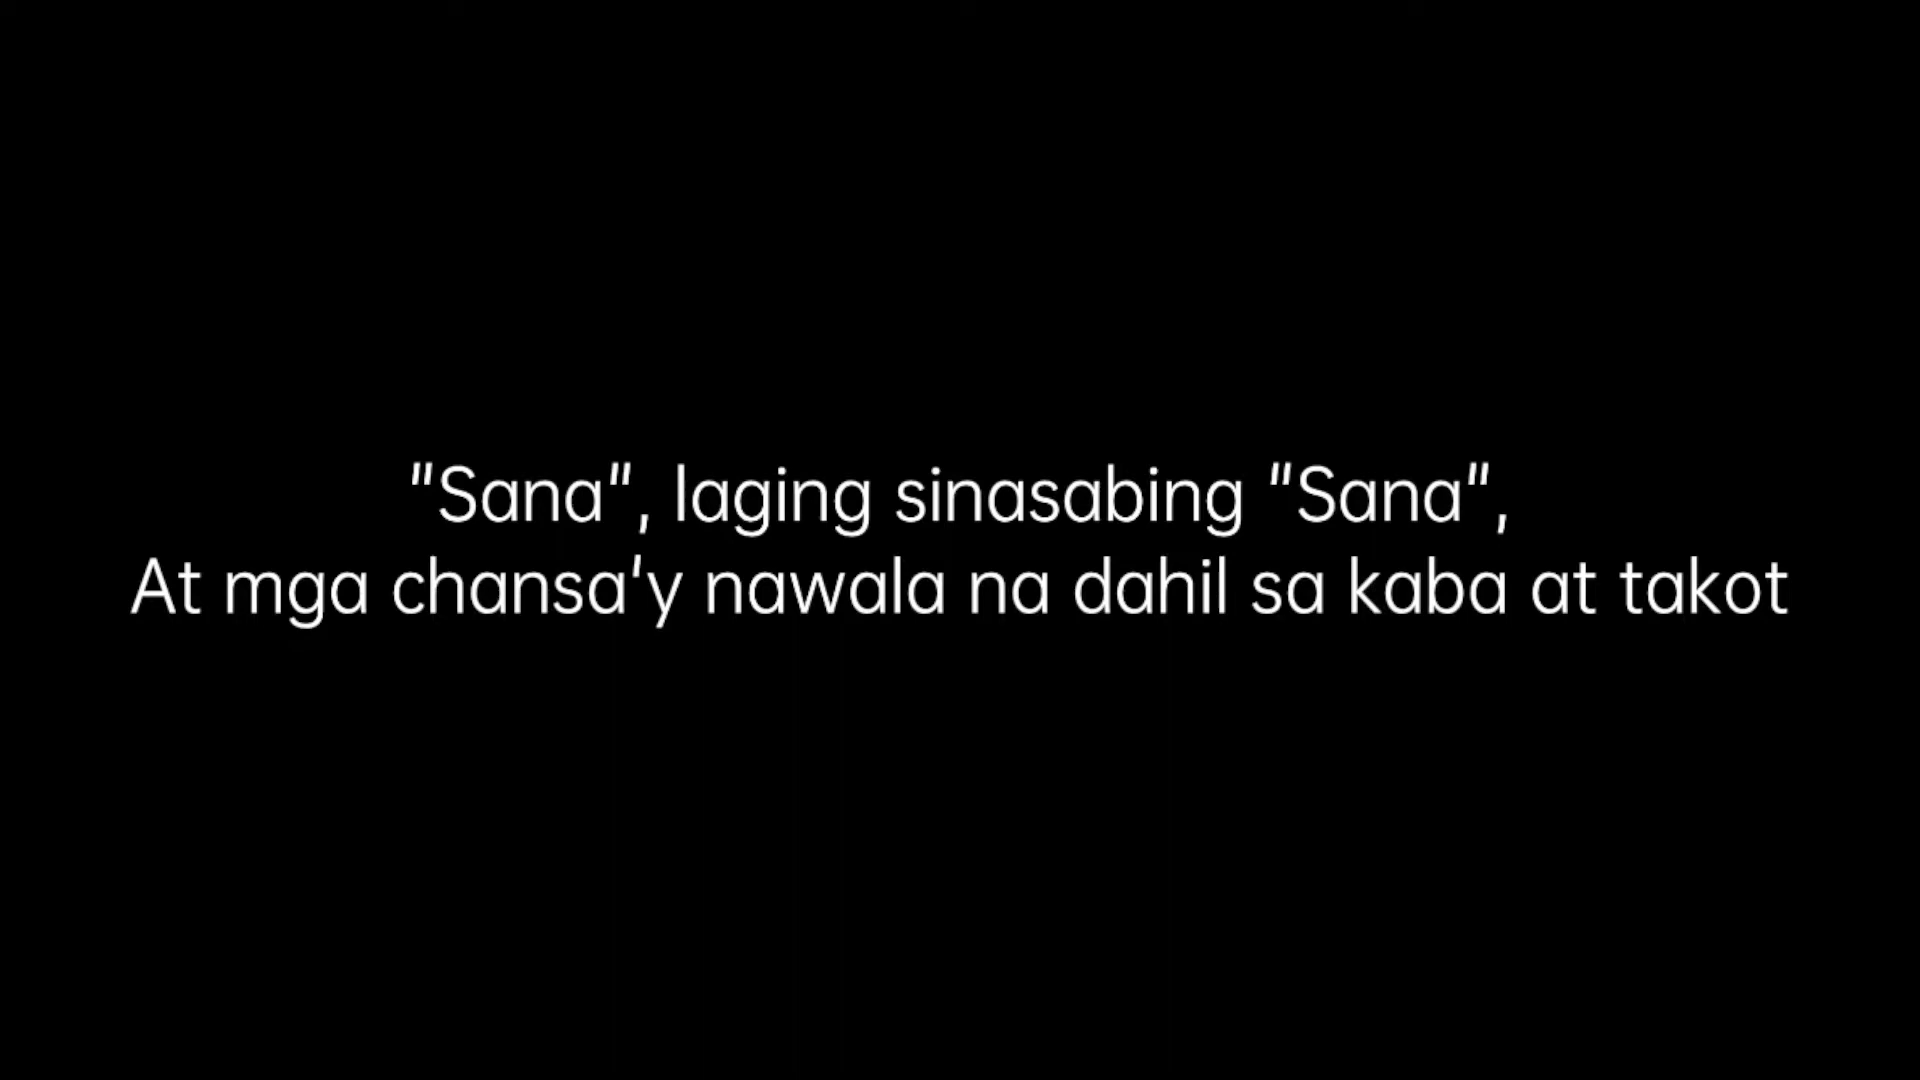 "Sana", laging sinasabing "Sana",
At mga chansa'y nawala na dahil sa kaba at takot